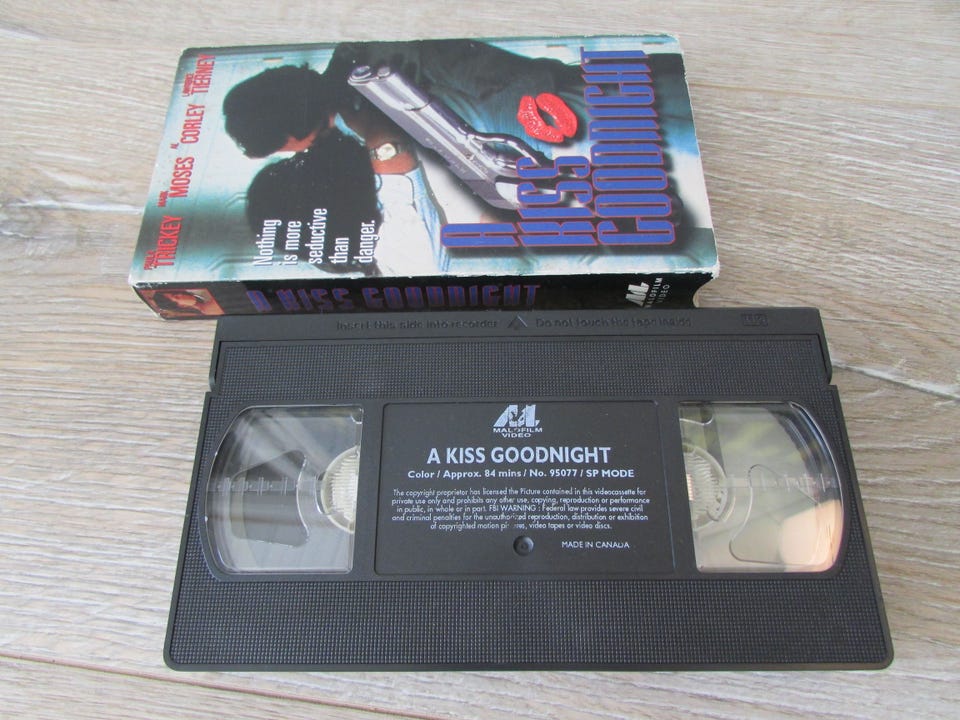 PAULA
TRICKEY
MARK
MOSES
AL
CORLEY
LAWRENCE
TIERNEY
Nothing
is more
seductive
than
danger.
A
KISS
GOODNIGHT
A KISS GOODNIGHT
MALOFILM
VIDEO
Insert this side into recorder Do not touch the tape inside
VHS
MALOFILM
VIDEO
A KISS GOODNIGHT
Color / Approx. 84 mins / No. 95077 / SP MODE
The copyright proprietor has licensed the Picture contained in this videocassette for
private use only and prohibits any other use, copying, reproduction or performance
in public, in whole or in part. FBI WARNING : Federal law provides severe civil
and criminal penalties for the unauthorized reproduction, distribution or exhibition
of copyrighted motion pictures, video tapes or video discs.
MADE IN CANADA